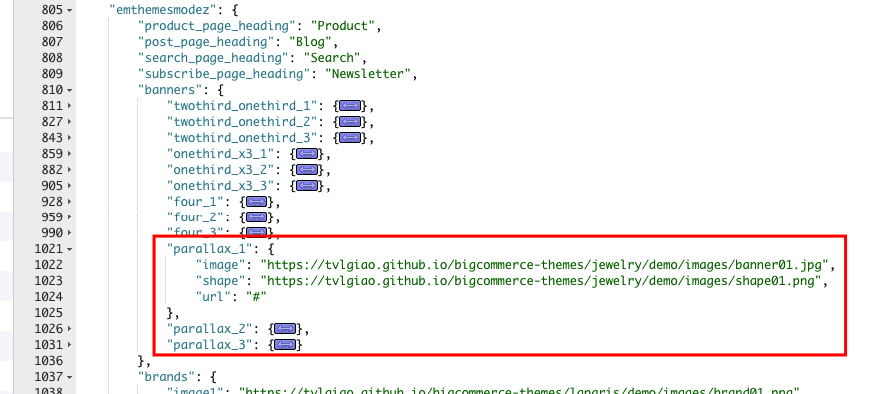 805 "emthemesmodez": {
806 "product_page_heading": "Product",
807 "post_page_heading": "Blog",
808 "search_page_heading": "Search",
809 "subscribe_page_heading": "Newsletter",
810 "banners": {
811 "twothird_onethird_1": {},
827 "twothird_onethird_2": {},
843 "twothird_onethird_3": {},
859 "onethird_x3_1": {},
882 "onethird_x3_2": {},
905 "onethird_x3_3": {},
928 "four_1": {},
959 "four_2": {},
990 "four_3": {},
1021 "parallax_1": {
1022 "image": "https://tvlgiao.github.io/bigcommerce-themes/jewelry/demo/images/banner01.jpg",
1023 "shape": "https://tvlgiao.github.io/bigcommerce-themes/jewelry/demo/images/shape01.png",
1024 "url": "#"
1025 },
1026 "parallax_2": {},
1031 "parallax_3": {}
1036 },
1037 "brands": {
1038 "image1": "https://tvlgiao.github.io/bigcommerce-themes/lanaris/demo/images/brand01.png"